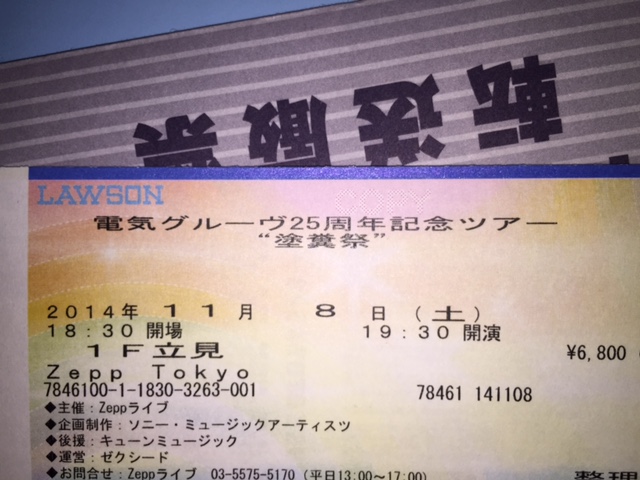 転送厳禁
LAWSON
電気グルーヴ25周年記念ツアー
“塗糞祭”
2014年 11月 8日(土)
18:30 開場 19:30 開演
1F立見 ¥6,800
Zepp Tokyo
7846100-1-1830-3263-001 78461 141108
◆主催:Zeppライブ
◆企画制作:ソニー・ミュージックアーティスツ
◆後援:キューンミュージック
◆運営:ゼクシード
◆お問合せ:Zeppライブ 03-5575-5170(平日13:00~17:00)
整理